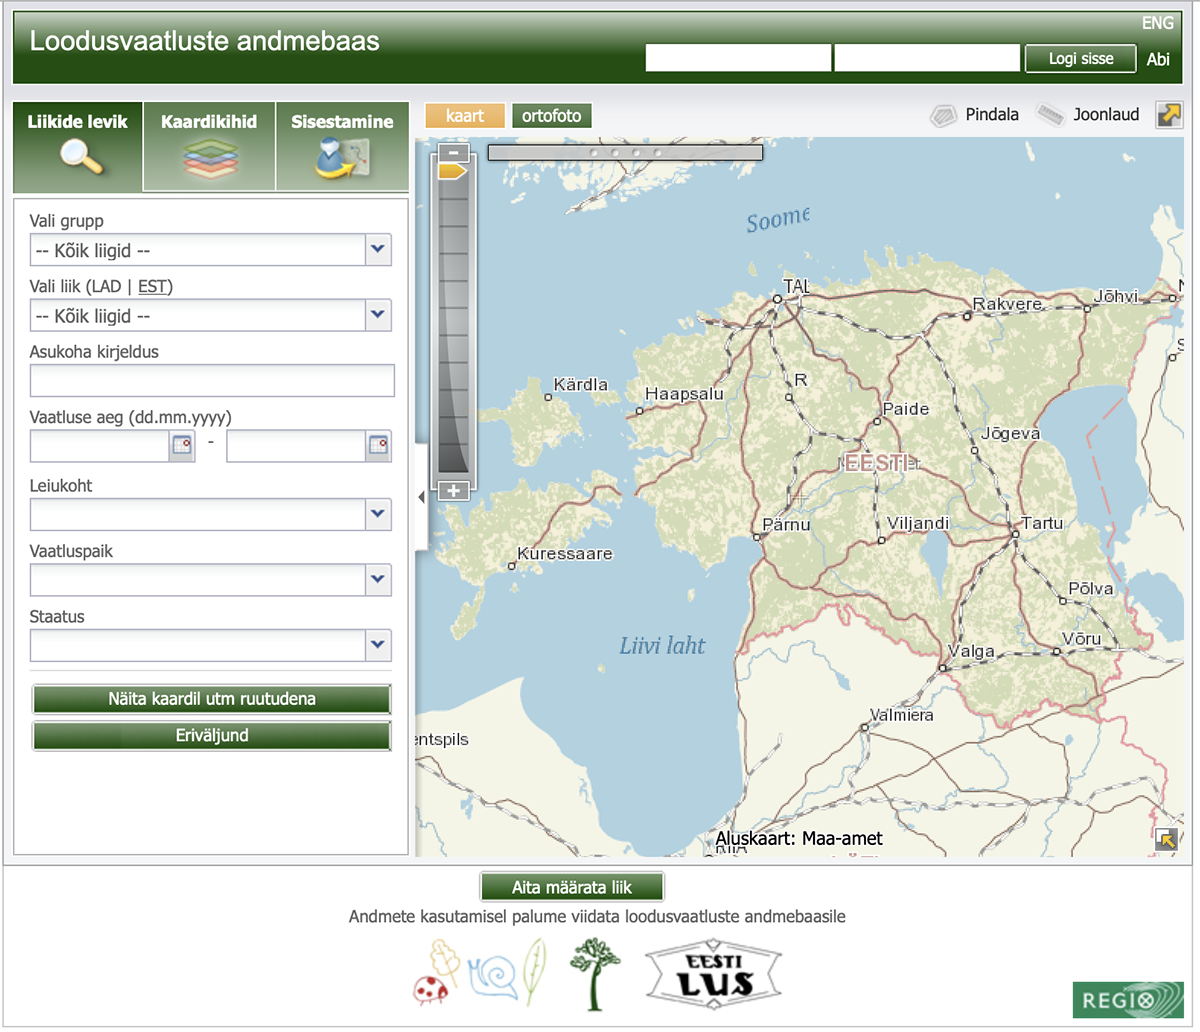 ENG
Loodusvaatluste andmebaas
Logi sisse
Abi
Liikide levik
Kaardikihid
Sisestamine
kaart
ortofoto
Pindala
Joonlaud
Vali grupp
-- Kõik liigid --
Vali liik (LAD | EST)
-- Kõik liigid --
Asukoha kirjeldus
Vaatluse aeg (dd.mm.yyyy)
-
Leiukoht
Vaatluspaik
Staatus
Näita kaardil utm ruutudena
Eriväljund
Soome
TAL
Rakvere
Jõhvi
Kärdla
Haapsalu
R
Paide
Jõgeva
EESTI
Pärnu
Viljandi
Tartu
Kuressaare
Põlva
Liivi laht
Valga
Võru
Valmiera
entspils
Aluskaart: Maa-amet
Aita määrata liik
Andmete kasutamisel palume viidata loodusvaatluste andmebaasile
EESTI
LUS
REGIO